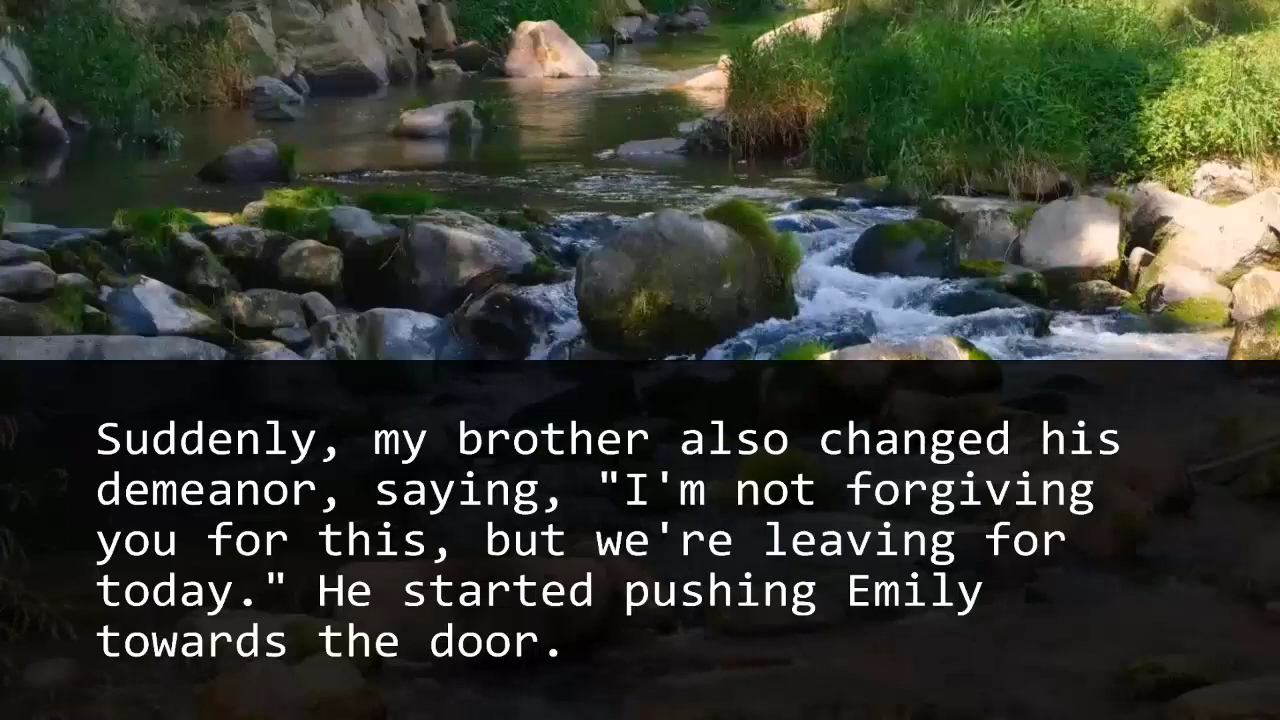 Suddenly, my brother also changed his
demeanor, saying, "I'm not forgiving
you for this, but we're leaving for
today." He started pushing Emily
towards the door.